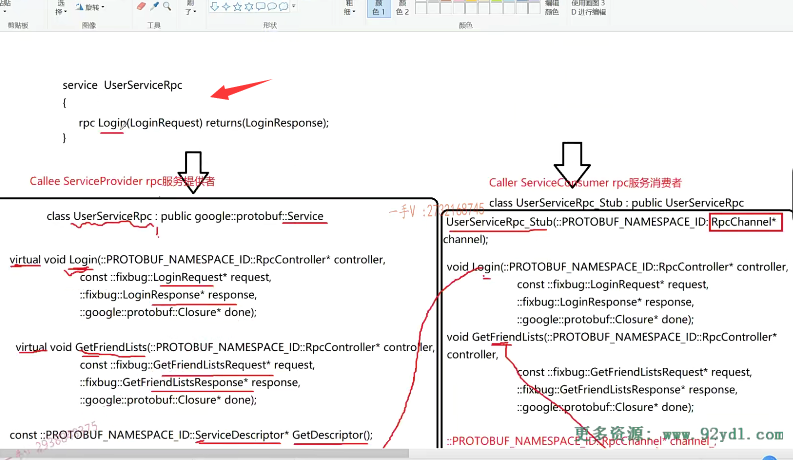 剪贴板
选择
旋转
图像
工具
刷子
形状
粗细
颜色 1
颜色 2
颜色
编辑颜色
使用画图 3D 进行编辑
service UserServiceRpc
{
rpc Login(LoginRequest) returns(LoginResponse);
}
Callee ServiceProvider rpc服务提供者
class UserServiceRpc : public google::protobuf::Service
virtual void Login(::PROTOBUF_NAMESPACE_ID::RpcController* controller,
const ::fixbug::LoginRequest* request,
::fixbug::LoginResponse* response,
::google::protobuf::Closure* done);
virtual void GetFriendLists(::PROTOBUF_NAMESPACE_ID::RpcController* controller,
const ::fixbug::GetFriendListsRequest* request,
::fixbug::GetFriendListsResponse* response,
::google::protobuf::Closure* done);
const ::PROTOBUF_NAMESPACE_ID::ServiceDescriptor* GetDescriptor();
Caller ServiceConsumer rpc服务消费者
class UserServiceRpc_Stub : public UserServiceRpc
UserServiceRpc_Stub(::PROTOBUF_NAMESPACE_ID::RpcChannel*
channel);
void Login(::PROTOBUF_NAMESPACE_ID::RpcController* controller,
const ::fixbug::LoginRequest* request,
::fixbug::LoginResponse* response,
::google::protobuf::Closure* done);
void GetFriendLists(::PROTOBUF_NAMESPACE_ID::RpcController*
controller,
const ::fixbug::GetFriendListsRequest* request,
::fixbug::GetFriendListsResponse* response,
::google::protobuf::Closure* done);
::PROTOBUF_NAMESPACE_ID::RpcChannel* channel_;
更多资源: www.92ydl.com